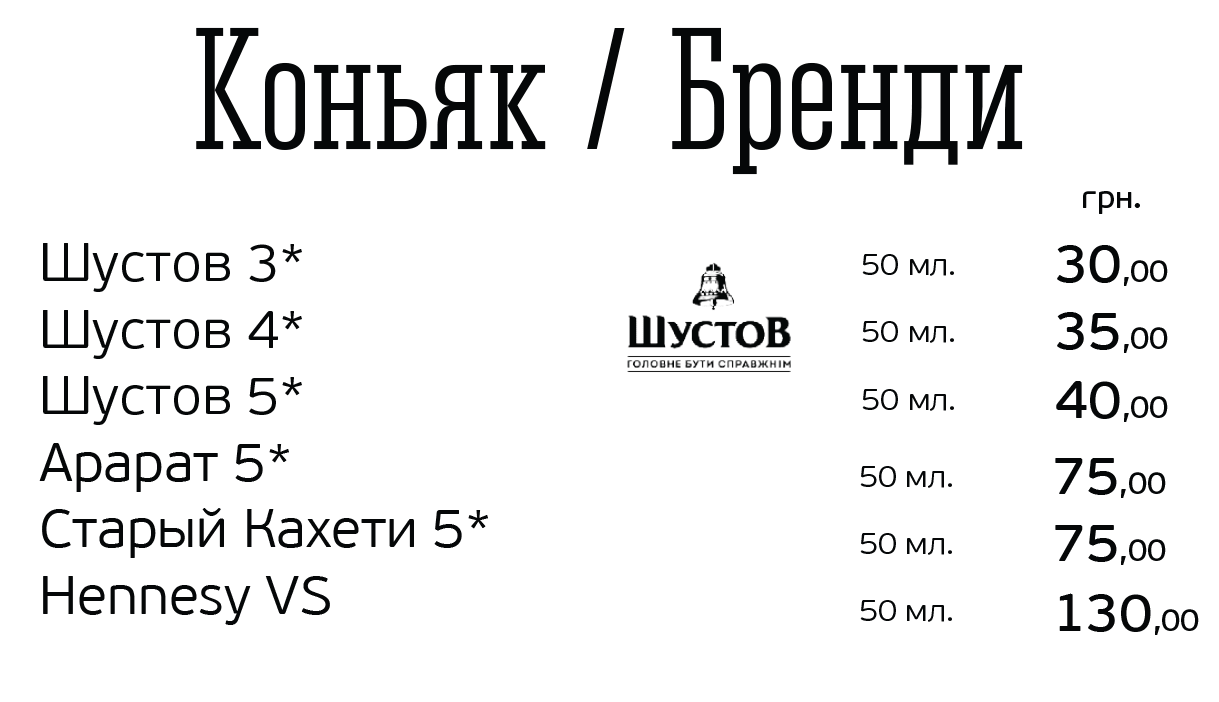 Коньяк / Бренди
грн.
Шустов 3* 50 мл. 30,00
Шустов 4* 50 мл. 35,00
Шустов 5* 50 мл. 40,00
Арарат 5* 50 мл. 75,00
Старый Кахети 5* 50 мл. 75,00
Hennesy VS 50 мл. 130,00
ШУСТОВ
ГОЛОВНЕ БУТИ СПРАВЖНІМ